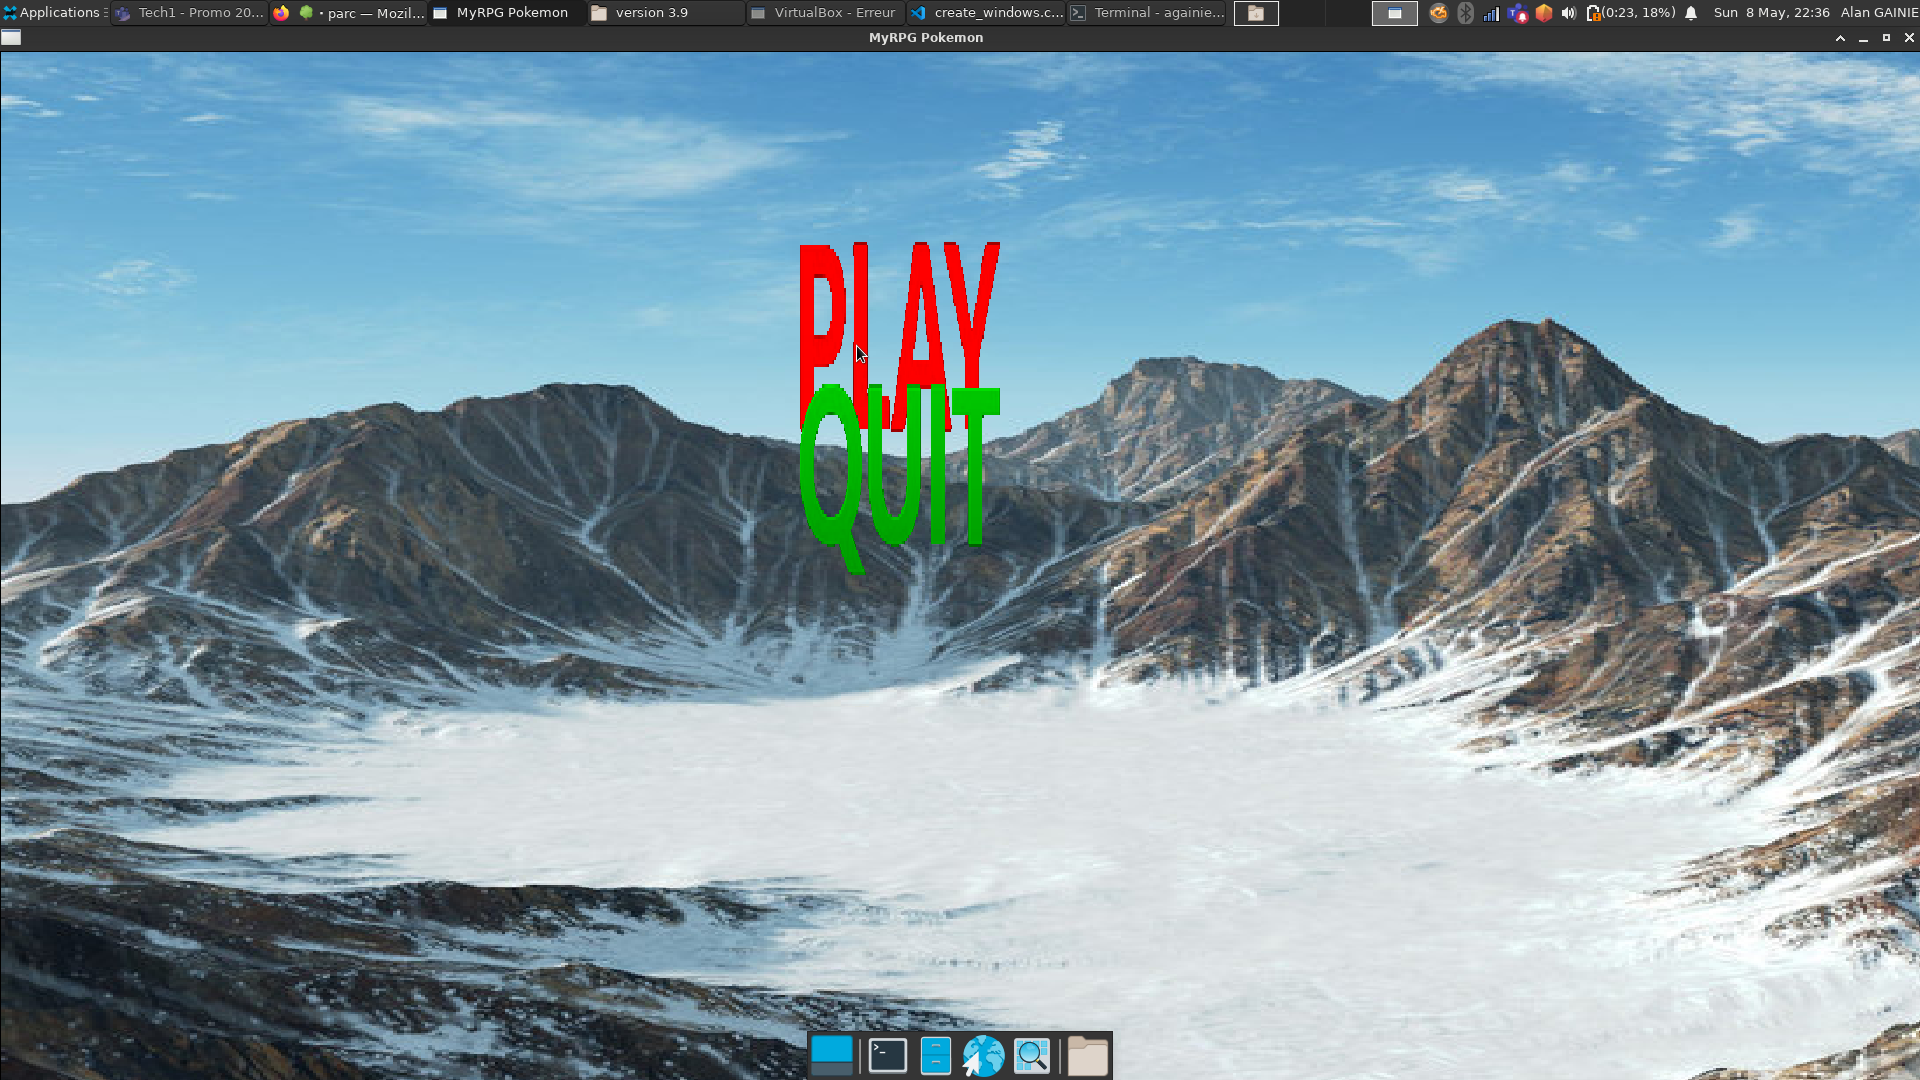 Applications Tech1 - Promo 20... • parc — Mozil... MyRPG Pokemon version 3.9 VirtualBox - Erreur create_windows.c... Terminal - againie... (0:23, 18%) Sun 8 May, 22:36 Alan GAINIE
MyRPG Pokemon
PLAY
QUIT